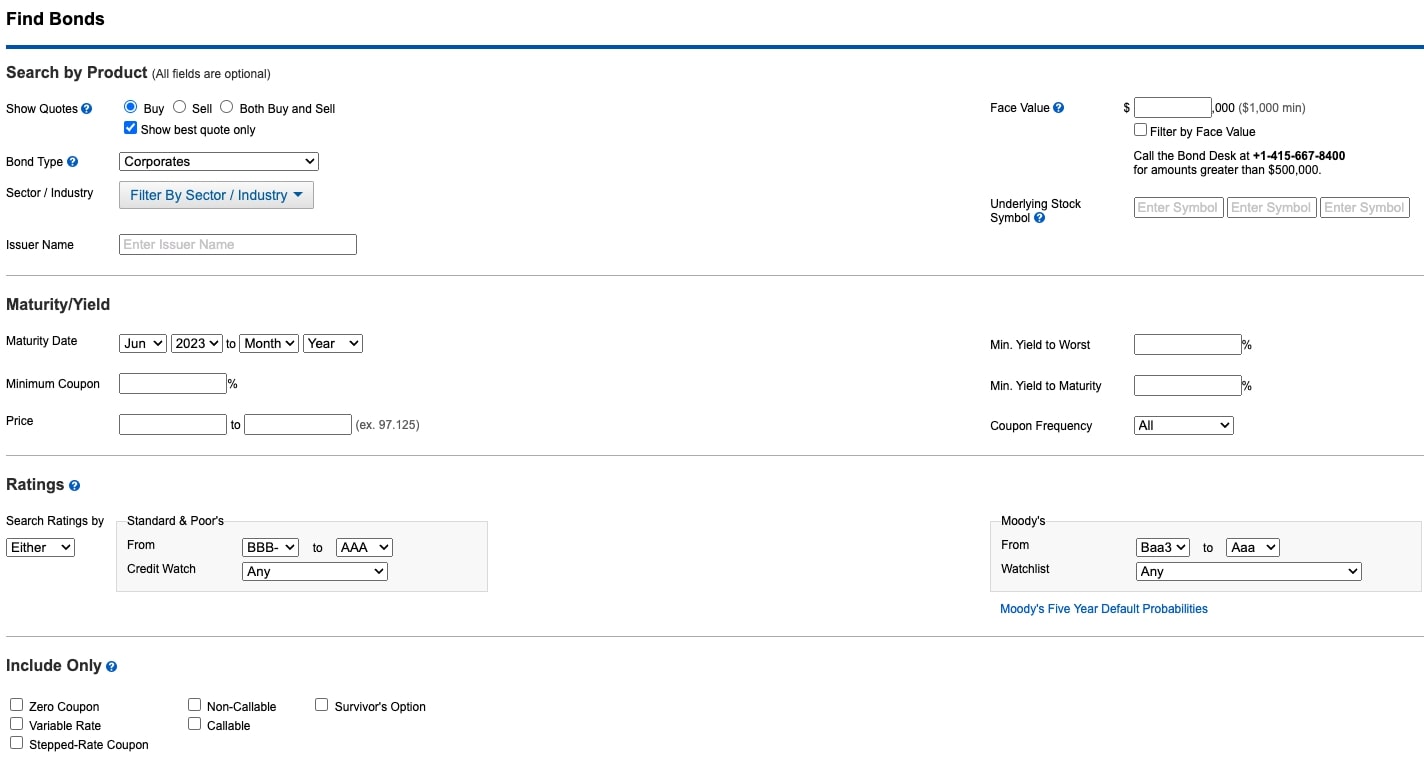 Find Bonds
Search by Product (All fields are optional)
Show Quotes ? Buy Sell Both Buy and Sell
Show best quote only
Bond Type ? Corporates
Sector / Industry Filter By Sector / Industry
Issuer Name Enter Issuer Name
Face Value ? $ ,000 ($1,000 min)
Filter by Face Value
Call the Bond Desk at +1-415-667-8400
for amounts greater than $500,000.
Underlying Stock
Symbol ? Enter Symbol Enter Symbol Enter Symbol
Maturity/Yield
Maturity Date Jun 2023 to Month Year
Minimum Coupon %
Price to (ex. 97.125)
Min. Yield to Worst %
Min. Yield to Maturity %
Coupon Frequency All
Ratings ?
Search Ratings by
Either
Standard & Poor's
From BBB- to AAA
Credit Watch Any
Moody's
From Baa3 to Aaa
Watchlist Any
Moody's Five Year Default Probabilities
Include Only ?
Zero Coupon Non-Callable Survivor's Option
Variable Rate Callable
Stepped-Rate Coupon